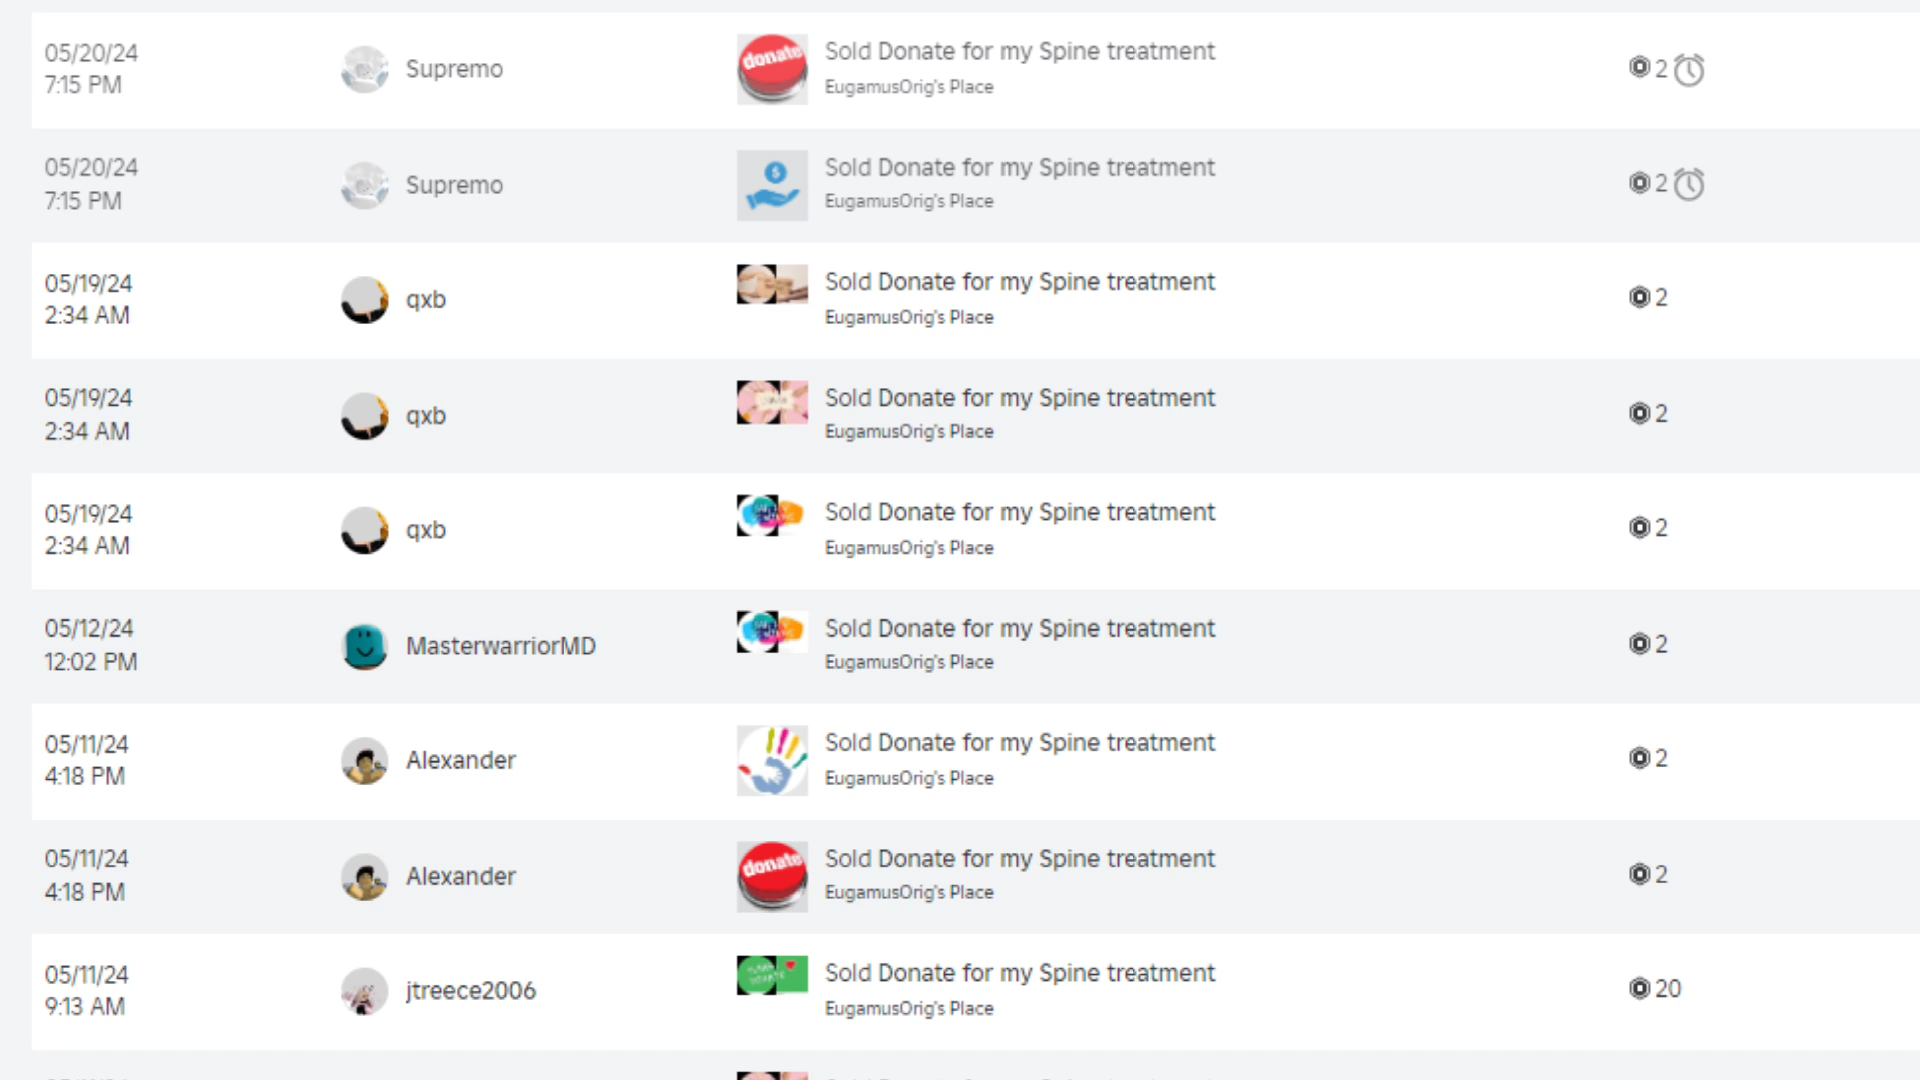 05/20/24
7:15 PM
Supremo
donate
Sold Donate for my Spine treatment
EugamusOrig's Place
2
05/20/24
7:15 PM
Supremo
$
Sold Donate for my Spine treatment
EugamusOrig's Place
2
05/19/24
2:34 AM
qxb
Sold Donate for my Spine treatment
EugamusOrig's Place
2
05/19/24
2:34 AM
qxb
Sold Donate for my Spine treatment
EugamusOrig's Place
2
05/19/24
2:34 AM
qxb
Sold Donate for my Spine treatment
EugamusOrig's Place
2
05/12/24
12:02 PM
MasterwarriorMD
Sold Donate for my Spine treatment
EugamusOrig's Place
2
05/11/24
4:18 PM
Alexander
Sold Donate for my Spine treatment
EugamusOrig's Place
2
05/11/24
4:18 PM
Alexander
donate
Sold Donate for my Spine treatment
EugamusOrig's Place
2
05/11/24
9:13 AM
jtreece2006
Sold Donate for my Spine treatment
EugamusOrig's Place
20